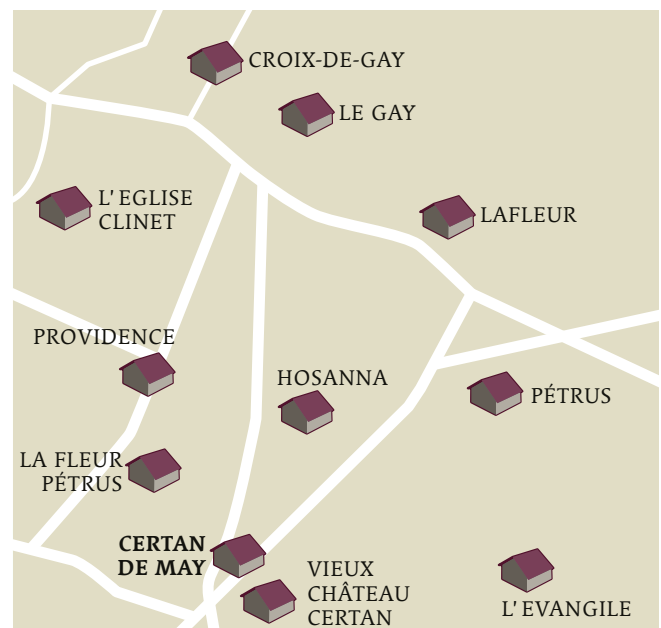 CROIX-DE-GAY
LE GAY
L' EGLISE
CLINET
LAFLEUR
PROVIDENCE
HOSANNA
PÉTRUS
LA FLEUR
PÉTRUS
CERTAN
DE MAY
VIEUX
CHÂTEAU
CERTAN
L' EVANGILE